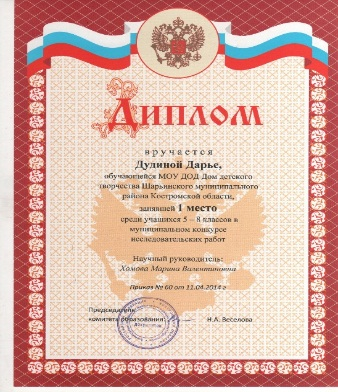 Диплом
вручается
Дудиной Дарье,
обучающейся МОУ ДОД Дом детского
творчества Шарьинского муниципального
района Костромской области,
занявшей 1 место
среди учащихся 5 – 8 классов в
муниципальном конкурсе
исследовательских работ
Научный руководитель:
Хомова Марина Валентиновна
Приказ № 60 от 11.04.2014 г
Председатель
комитета образования: Н.А. Веселова